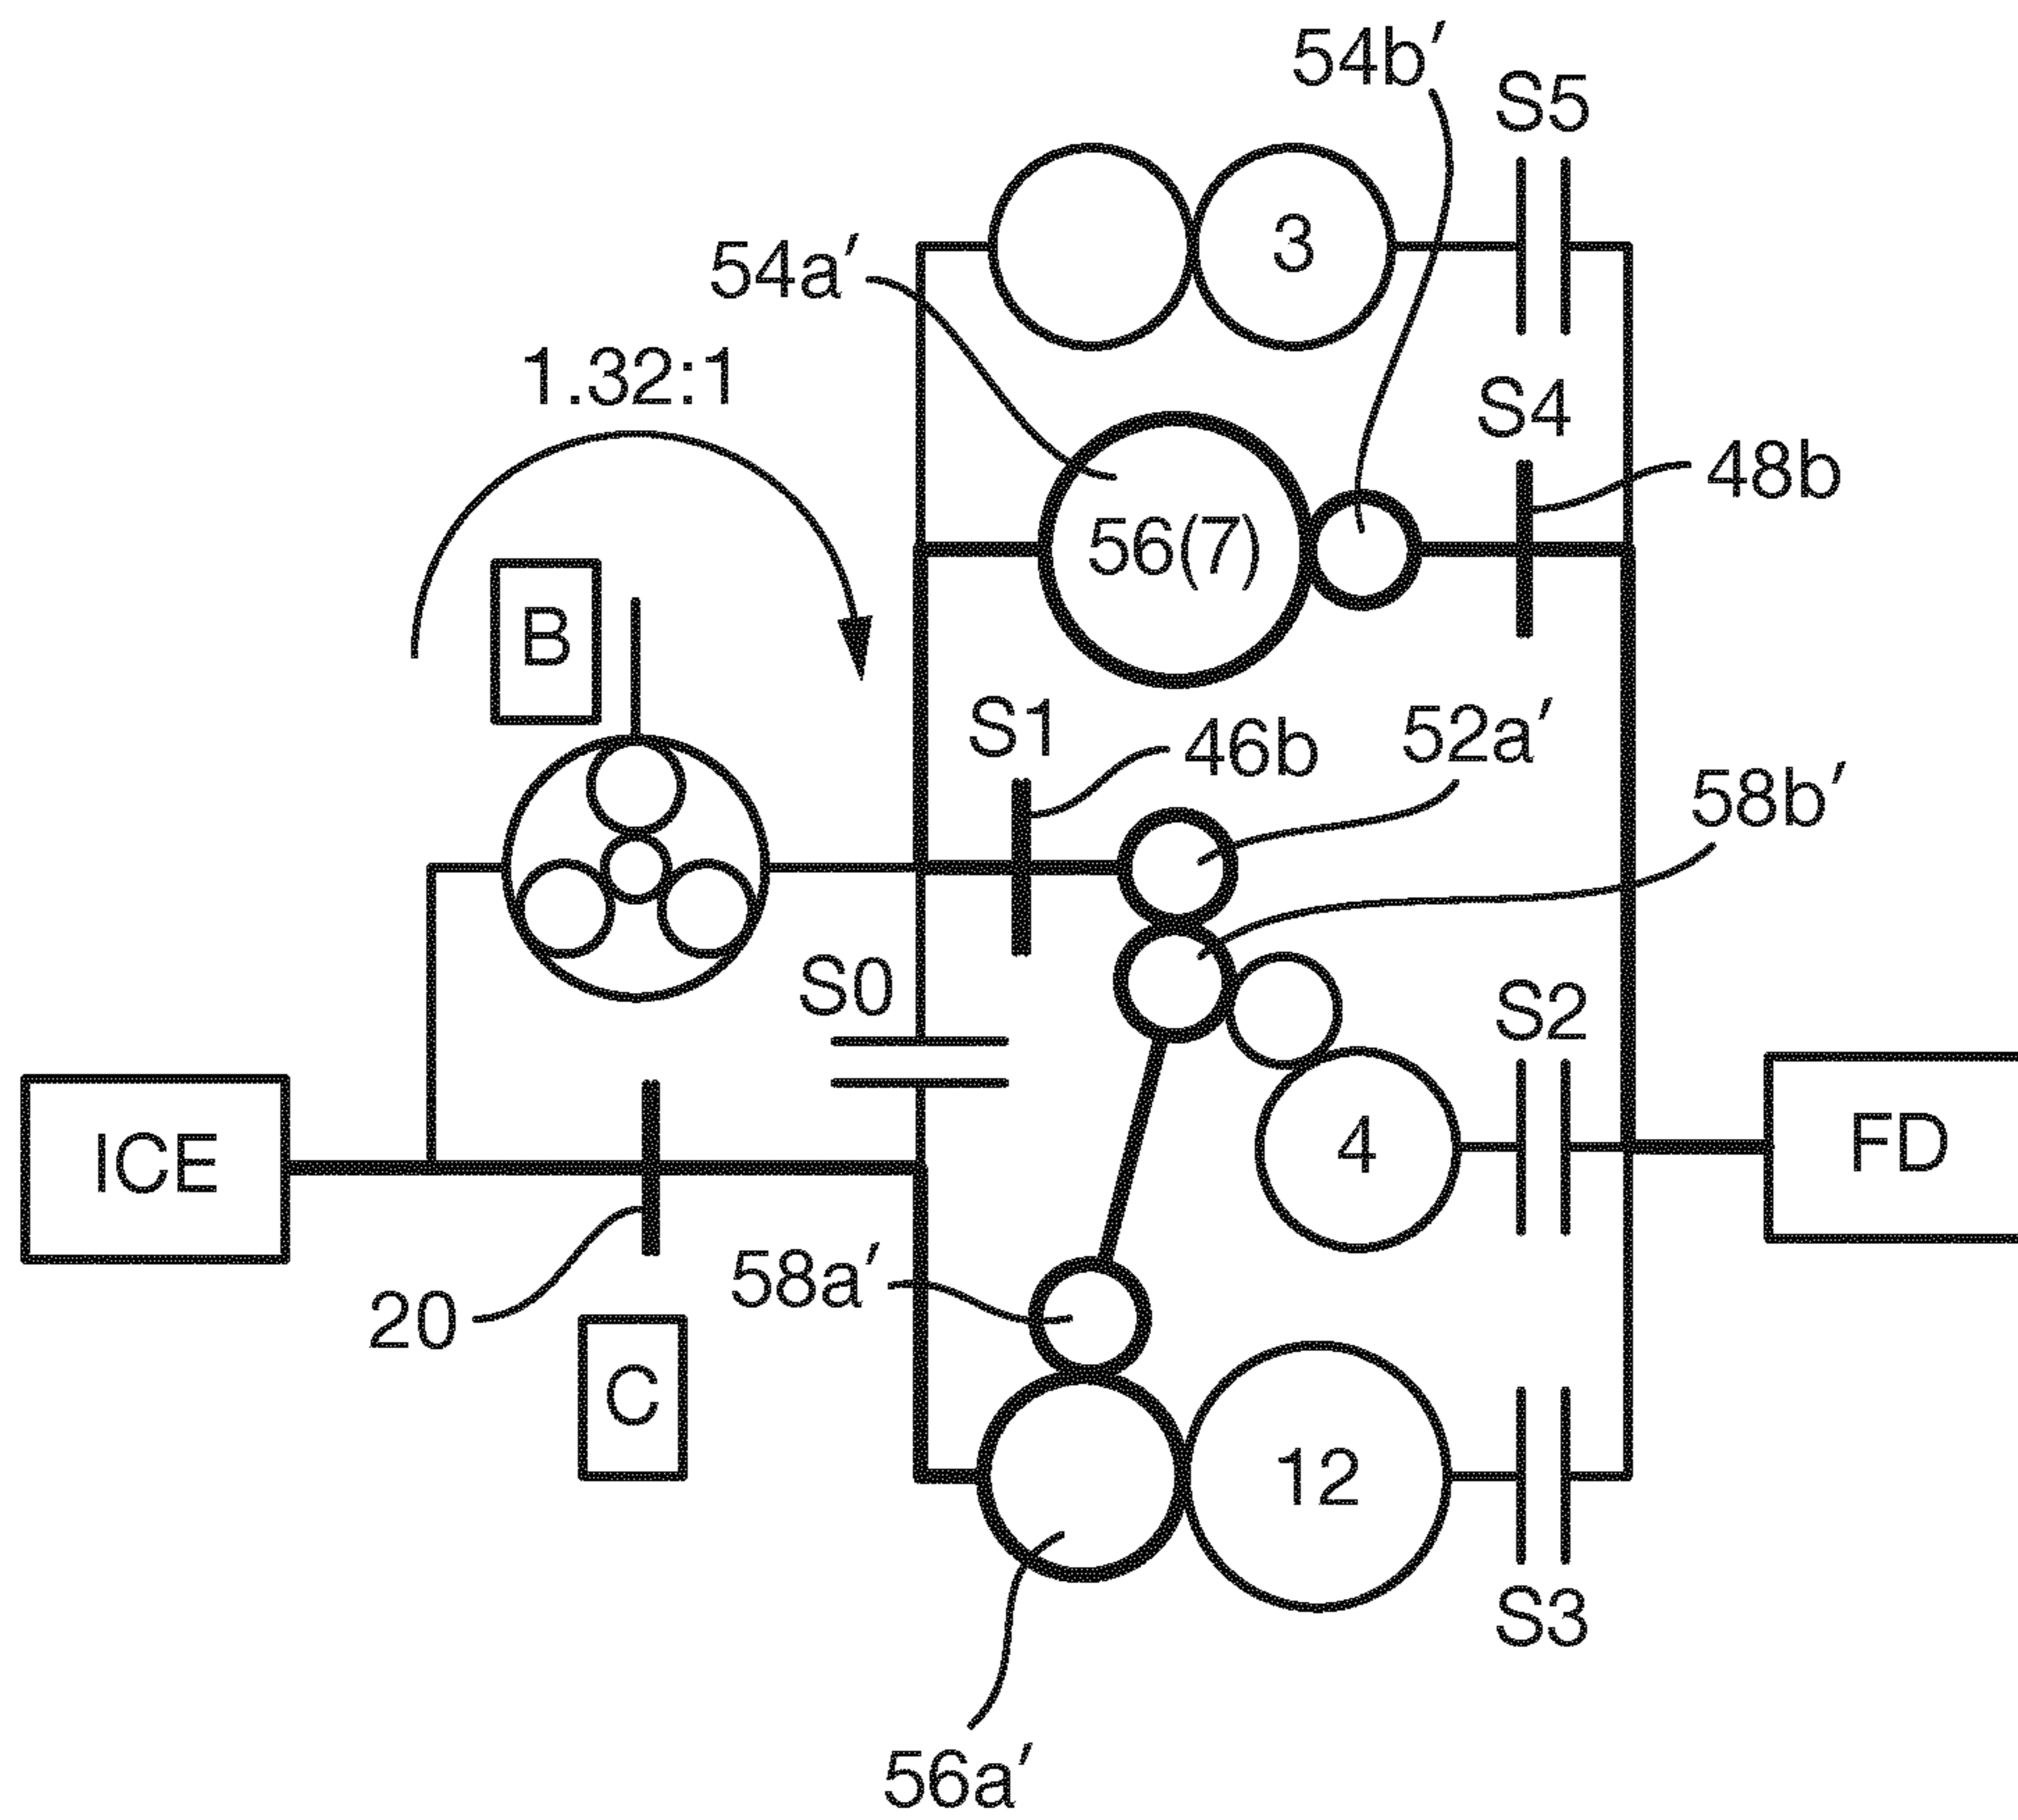 54b′
S5
3
54a′
1.32:1
S4
48b
56(7)
B
S1
46b
52a′
58b′
S0
S2
ICE
4
FD
58a′
20
C
12
S3
56a′